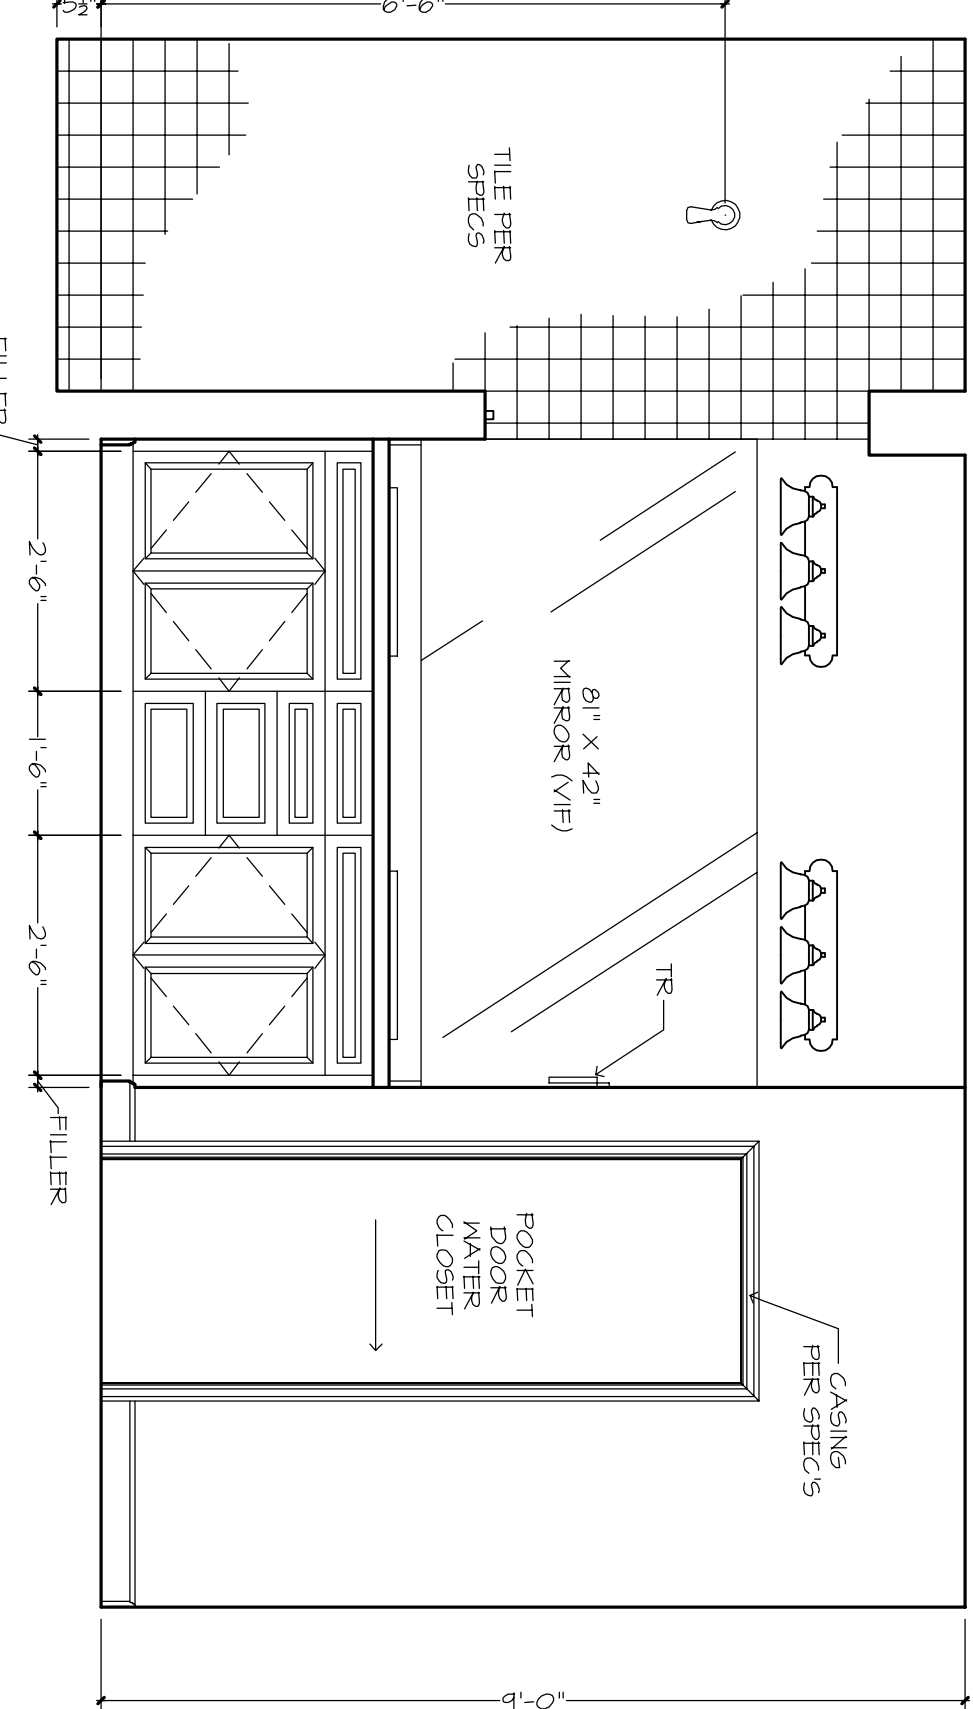 5½"
6'-6"
TILE PER
SPECS
81" X 42"
MIRROR (VIF)
TR
CASING
PER SPEC'S
POCKET
DOOR
WATER
CLOSET
FILLER
2'-6"
1'-6"
2'-6"
FILLER
9'-0"